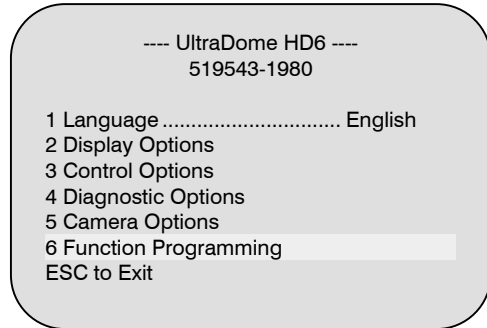 ---- UltraDome HD6 ----
519543-1980
1 Language ............................... English
2 Display Options
3 Control Options
4 Diagnostic Options
5 Camera Options
6 Function Programming
ESC to Exit